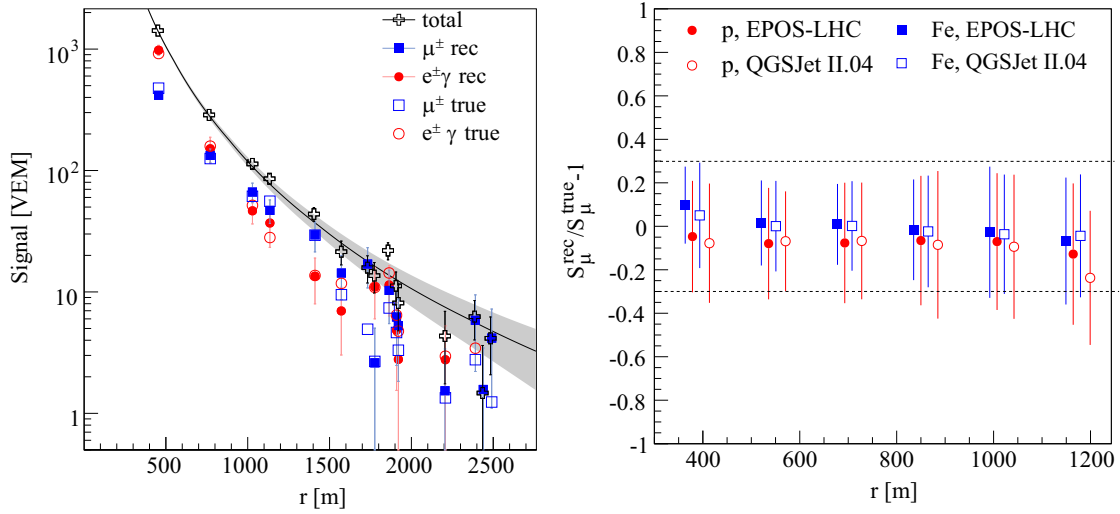 Signal [VEM]
10³
10²
10
1
500 1000 1500 2000 2500
r [m]
total
μ± rec
e±γ rec
μ± true
e± γ true
S_μ^rec/S_μ^true-1
1
0.8
0.6
0.4
0.2
0
-0.2
-0.4
-0.6
-0.8
-1
400 600 800 1000 1200
r [m]
p, EPOS-LHC Fe, EPOS-LHC
p, QGSJet II.04 Fe, QGSJet II.04